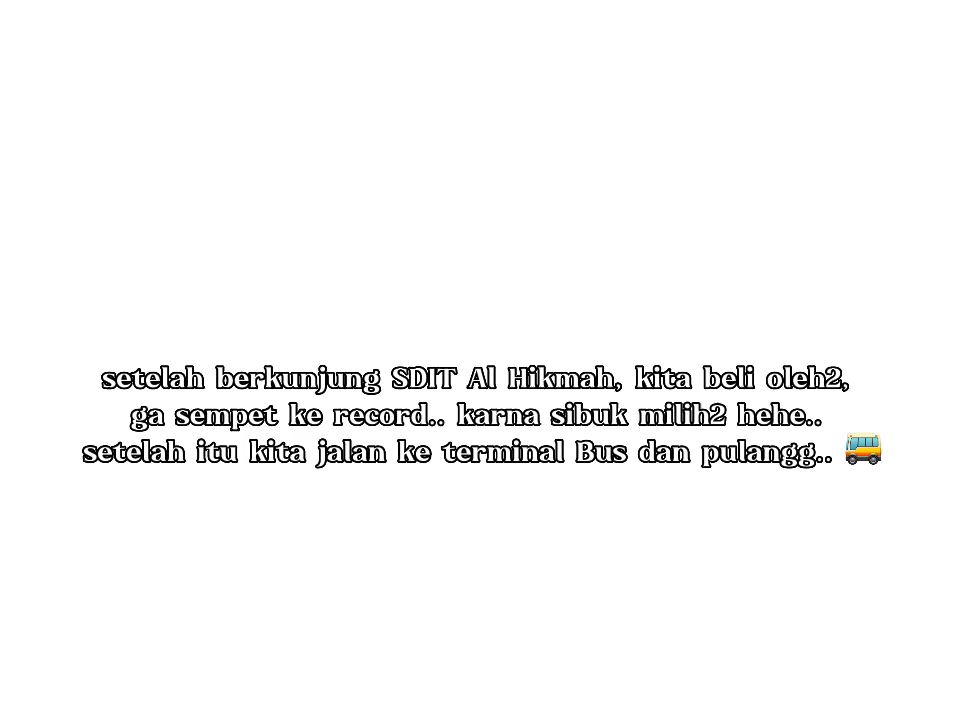 setelah berkunjung SDIT Al Hikmah, kita beli oleh2,
ga sempet ke record.. karna sibuk milih2 hehe..
setelah itu kita jalan ke terminal Bus dan pulangg.. 🚌